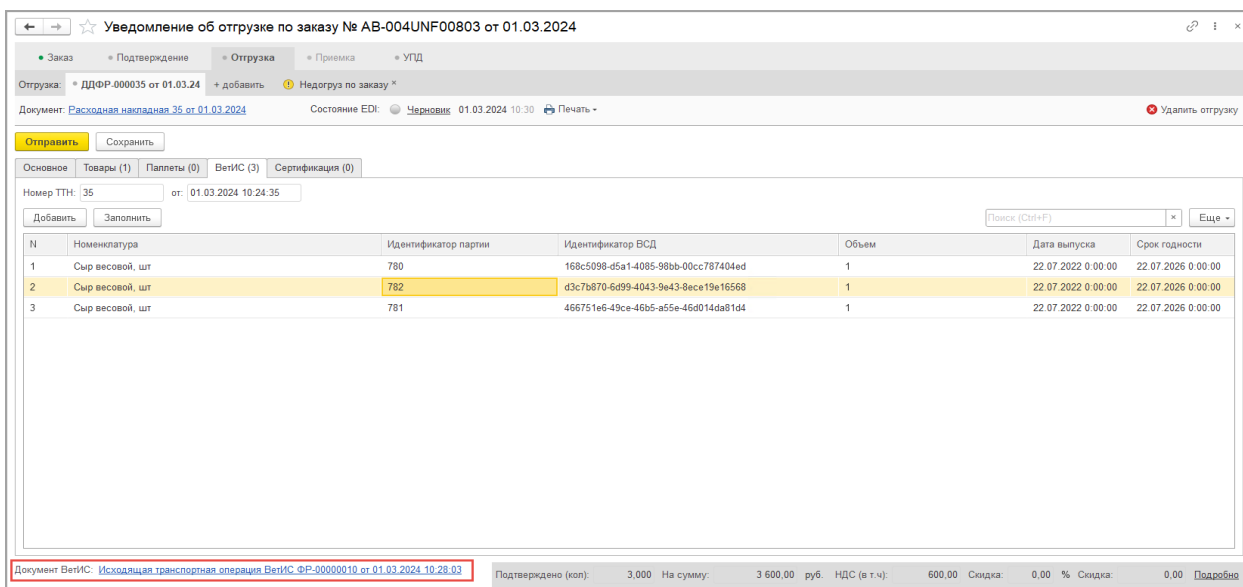 Уведомление об отгрузке по заказу № АВ-004UNF00803 от 01.03.2024
Заказ Подтверждение Отгрузка Приемка УПД
Отгрузка: ДДФР-000035 от 01.03.24 + добавить Недогруз по заказу ×
Документ: Расходная накладная 35 от 01.03.2024 Состояние EDI: Черновик 01.03.2024 10:30 Печать Удалить отгрузку
Отправить Сохранить
Основное Товары (1) Паллеты (0) ВетИС (3) Сертификация (0)
Номер ТТН: 35 от: 01.03.2024 10:24:35
Добавить Заполнить Поиск (Ctrl+F) × Еще
N Номенклатура Идентификатор партии Идентификатор ВСД Объем Дата выпуска Срок годности
1 Сыр весовой, шт 780 168c5098-d5a1-4085-98bb-00cc787404ed 1 22.07.2022 0:00:00 22.07.2026 0:00:00
2 Сыр весовой, шт 782 d3c7b870-6d99-4043-9e43-8ece19e16568 1 22.07.2022 0:00:00 22.07.2026 0:00:00
3 Сыр весовой, шт 781 466751e6-49ce-46b5-a55e-46d014da81d4 1 22.07.2022 0:00:00 22.07.2026 0:00:00
Документ ВетИС: Исходящая транспортная операция ВетИС ФР-00000010 от 01.03.2024 10:28:03
Подтверждено (кол): 3,000 На сумму: 3 600,00 руб. НДС (в т.ч): 600,00 Скидка: 0,00 % Скидка: 0,00 Подробно